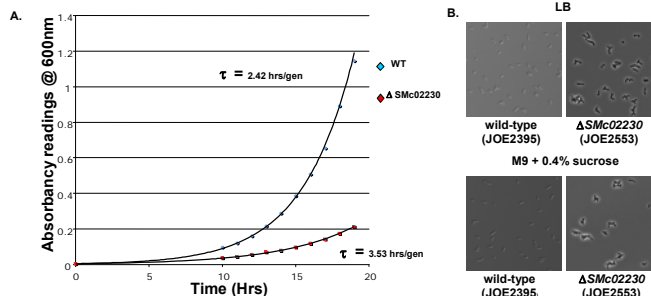 A.
Absorbancy readings @ 600nm
1.4
1.2
1
0.8
0.6
0.4
0.2
0
0
5
10
15
20
Time (Hrs)
τ = 2.42 hrs/gen
τ = 3.53 hrs/gen
WT
Δ SMc02230
B.
LB
wild-type
(JOE2395)
ΔSMc02230
(JOE2553)
M9 + 0.4% sucrose
wild-type
(JOE2395,
ΔSMc02230
(JOE2553)